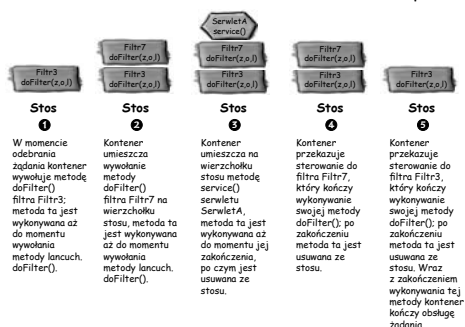 SerwletA
service()
Filtr7
doFilter(z,o,l)
Filtr7
doFilter(z,o,l)
Filtr7
doFilter(z,o,l)
Filtr3
doFilter(z,o,l)
Filtr3
doFilter(z,o,l)
Filtr3
doFilter(z,o,l)
Filtr3
doFilter(z,o,l)
Filtr3
doFilter(z,o,l)
Stos
1
W momencie
odebrania
żądania kontener
wywołuje metodę
doFilter()
filtra Filtr3;
metoda ta jest
wykonywana aż
do momentu
wywołania
metody lancuch.
doFilter().
Stos
2
Kontener
umieszcza
wywołanie
metody
doFilter()
filtra Filtr7 na
wierzchołku
stosu, metoda ta
jest wykonywana
aż do momentu
wywołania
metody lancuch.
doFilter().
Stos
3
Kontener
umieszcza na
wierzchołku
stosu metodę
service()
serwletu
SerwletA,
metoda ta jest
wykonywana aż
do momentu jej
zakończenia,
po czym jest
usuwana ze
stosu.
Stos
4
Kontener
przekazuje
sterowanie do
filtra Filtr7,
który kończy
wykonywanie
swojej metody
doFilter(); po
zakończeniu
metoda ta jest
usuwana ze
stosu.
Stos
5
Kontener
przekazuje
sterowanie do
filtra Filtr3,
który kończy
wykonywanie
swojej metody
doFilter(); po
zakończeniu
metoda ta jest
usuwana ze
stosu. Wraz
z zakończeniem
wykonywania tej
metody kontener
kończy obsługę
żądania